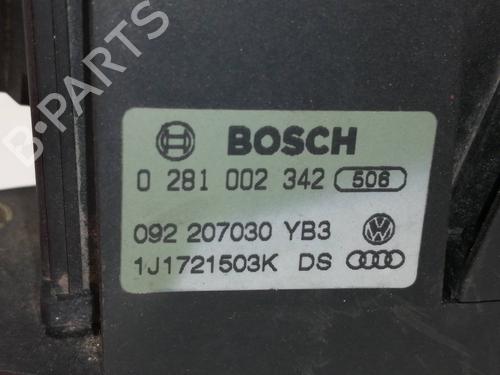 B-PARTS
BOSCH
0 281 002 342 506
092 207030 YB3
1J1721503K DS